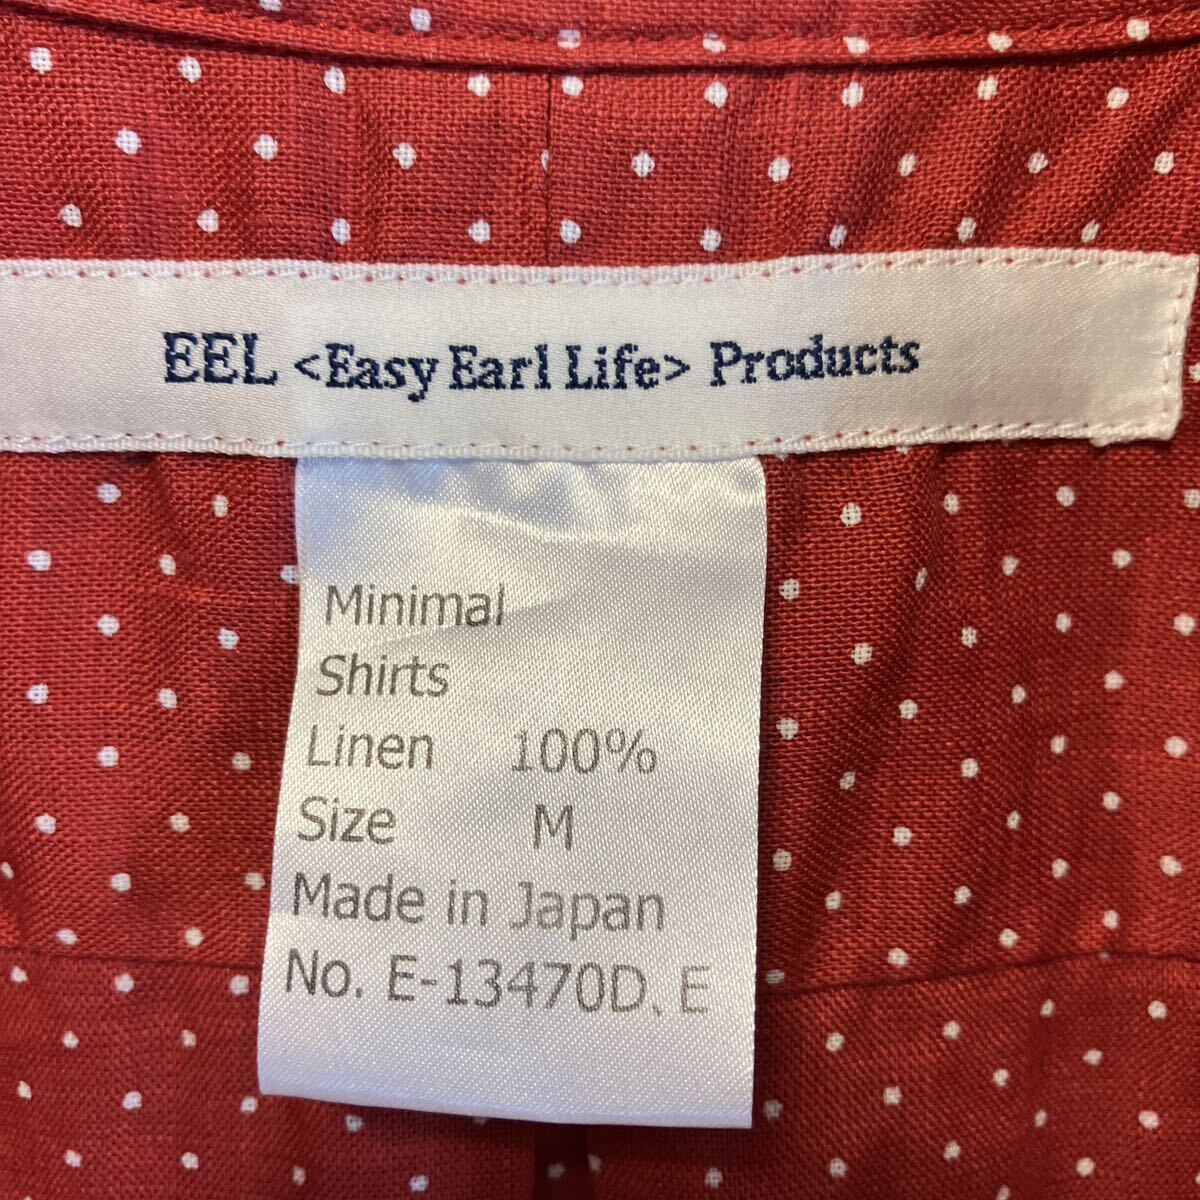 EEL <Easy Earl Life> Products
Minimal
Shirts
Linen 100%
Size M
Made in Japan
No. E-13470D、E